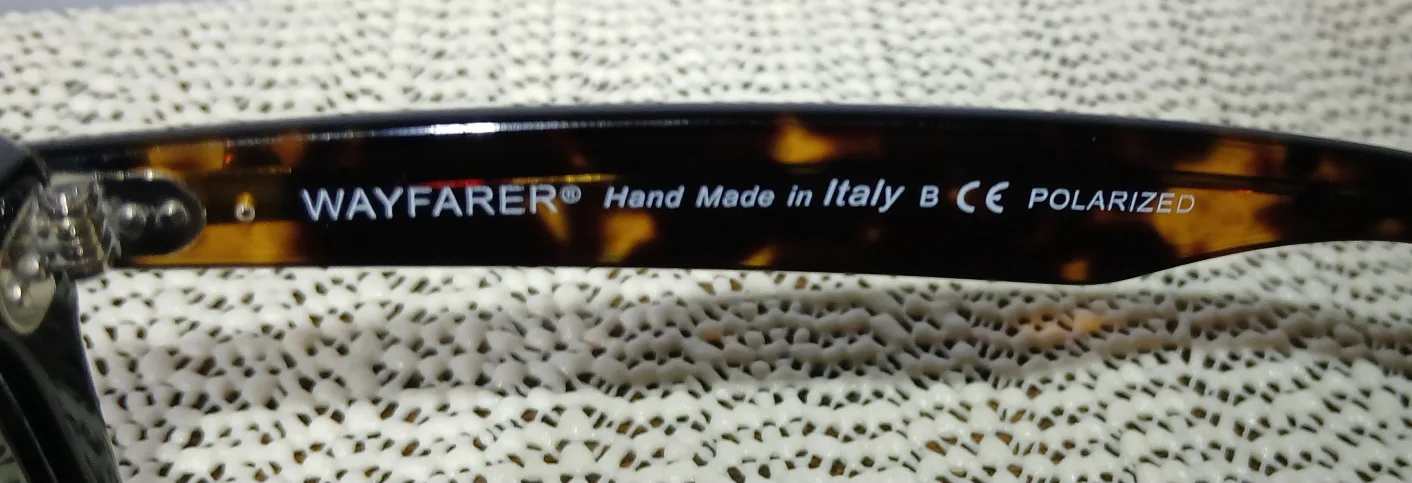 WAYFARER® Hand Made in Italy B CE POLARIZED